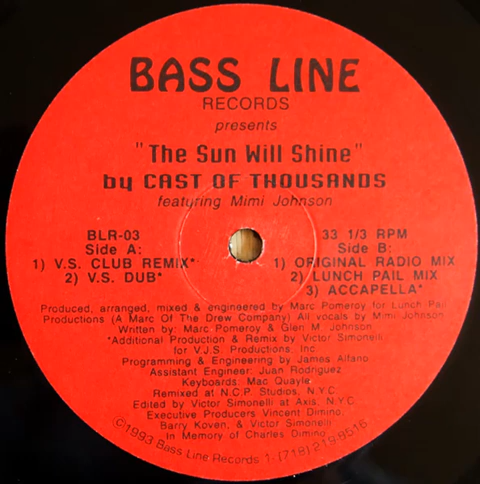 BASS LINE
RECORDS
presents
"The Sun Will Shine"
by CAST OF THOUSANDS
featuring Mimi Johnson
BLR-03
Side A:
1) V.S. CLUB REMIX*
2) V.S. DUB*
33 1/3 RPM
Side B:
1) ORIGINAL RADIO MIX
2) LUNCH PAIL MIX
3) ACCAPELLA*
Produced, arranged, mixed & engineered by Marc Pomeroy for Lunch Pail
Productions (A Marc Of The Drew Company) All vocals by Mimi Johnson
Written by: Marc Pomeroy & Glen M. Johnson
*Additional Production & Remix by Victor Simonelli
for V.J.S. Productions, Inc.
Programming & Engineering by James Alfano
Assistant Engineer: Juan Rodriguez
Keyboards: Mac Quayle
Remixed at N.C.P. Studios, N.Y.C.
Edited by Victor Simonelli at Axis, N.Y.C
Executive Producers Vincent Dimino,
Barry Koven, & Victor Simonelli
In Memory of Charles Dimino
©1993 Bass Line Records 1-(718) 219-9516